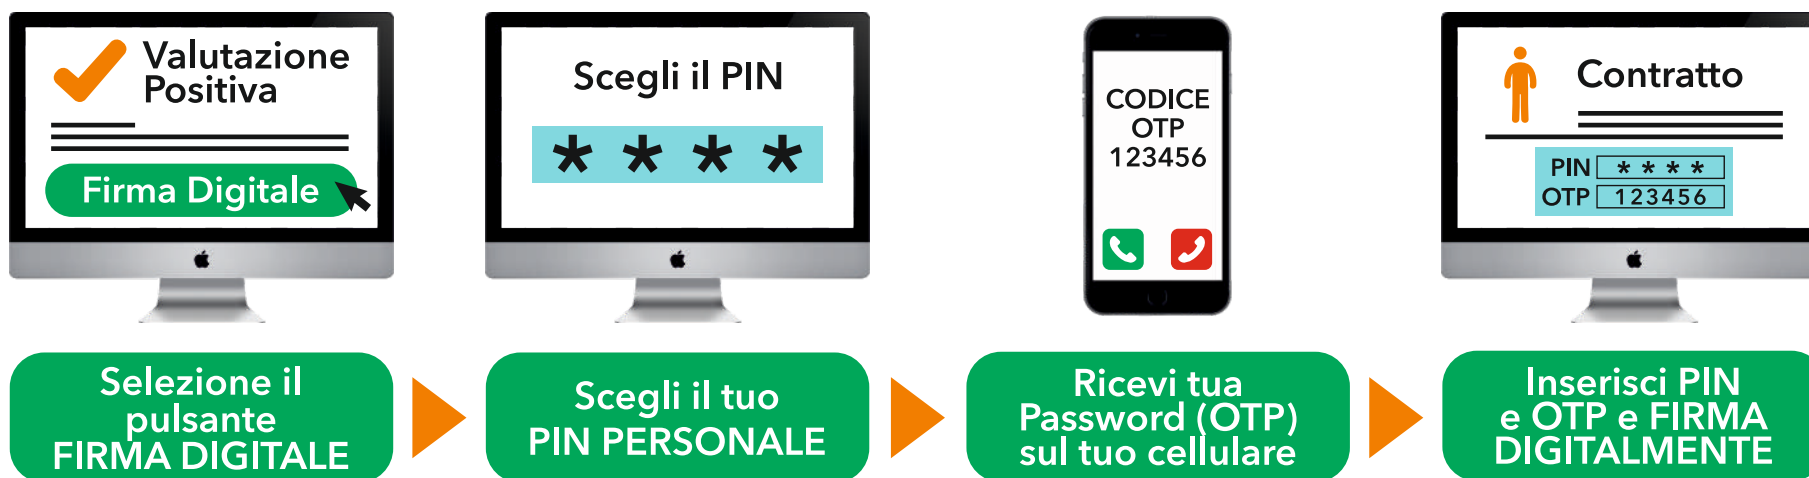 Valutazione
Positiva
Firma Digitale
Scegli il PIN
* * * *
CODICE
OTP
123456
Contratto
PIN * * * *
OTP 123456
Selezione il
pulsante
FIRMA DIGITALE
Scegli il tuo
PIN PERSONALE
Ricevi tua
Password (OTP)
sul tuo cellulare
Inserisci PIN
e OTP e FIRMA
DIGITALMENTE